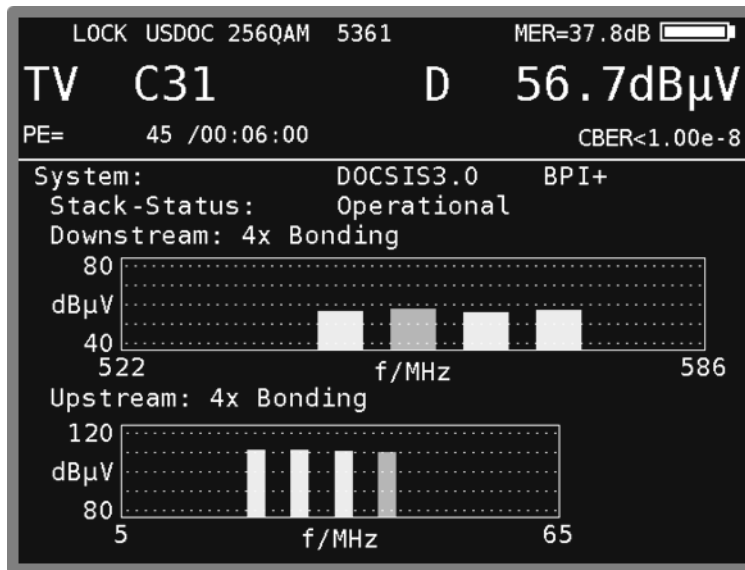 LOCK USDOC 256QAM 5361 MER=37.8dB
TV C31 D 56.7dBµV
PE= 45 /00:06:00 CBER<1.00e-8
System: DOCSIS3.0 BPI+
Stack-Status: Operational
Downstream: 4x Bonding
80
dBµV
40
522 f/MHz 586
Upstream: 4x Bonding
120
dBµV
80
5 f/MHz 65